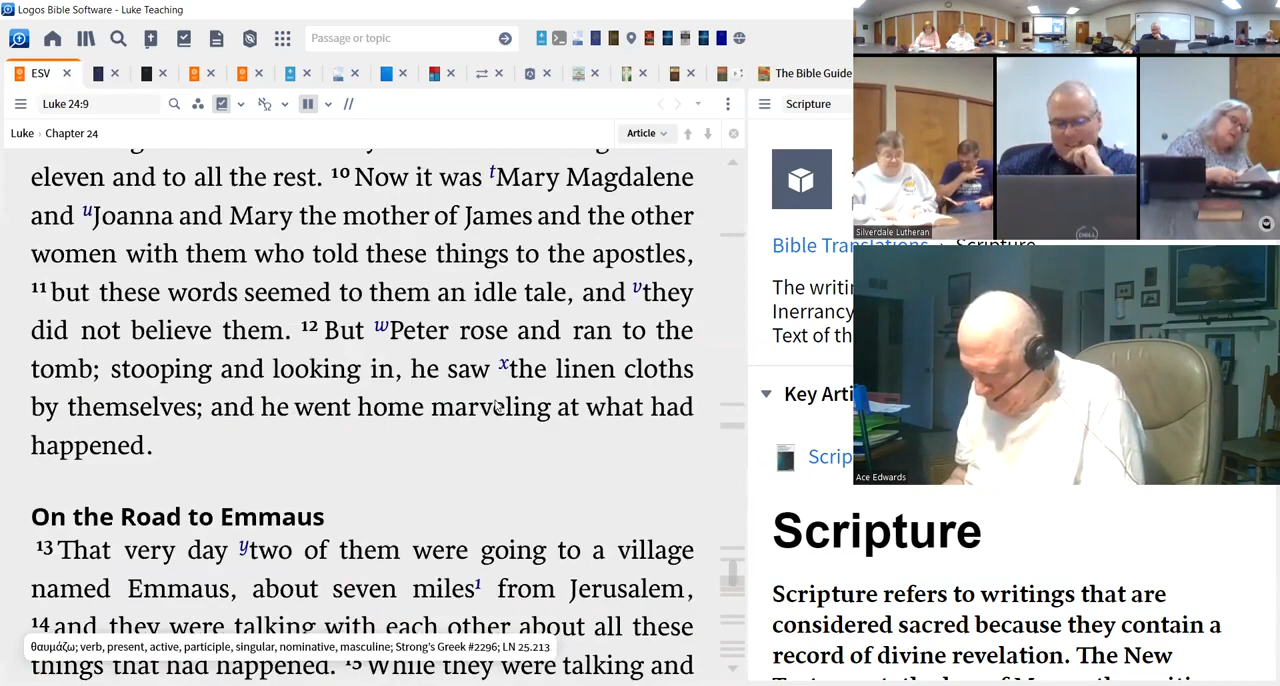 Logos Bible Software - Luke Teaching
Passage or topic
ESV
The Bible Guide
Luke 24:9
Scripture
Luke › Chapter 24
Article
eleven and to all the rest. 10 Now it was tMary Magdalene
and uJoanna and Mary the mother of James and the other
women with them who told these things to the apostles,
11 but these words seemed to them an idle tale, and vthey
did not believe them. 12 But wPeter rose and ran to the
tomb; stooping and looking in, he saw xthe linen cloths
by themselves; and he went home marveling at what had
happened.
On the Road to Emmaus
13 That very day ytwo of them were going to a village
named Emmaus, about seven miles1 from Jerusalem,
14 and they were talking with each other about all these
things that had happened. 15 While they were talking and
θαυμάζω; verb, present, active, participle, singular, nominative, masculine; Strong's Greek #2296; LN 25.213
Bible Translations
Scripture
The writin
Inerrancy
Text of th
Key Arti
Scrip
Scripture
Scripture refers to writings that are
considered sacred because they contain a
record of divine revelation. The New
Silverdale Lutheran
DELL
Ace Edwards